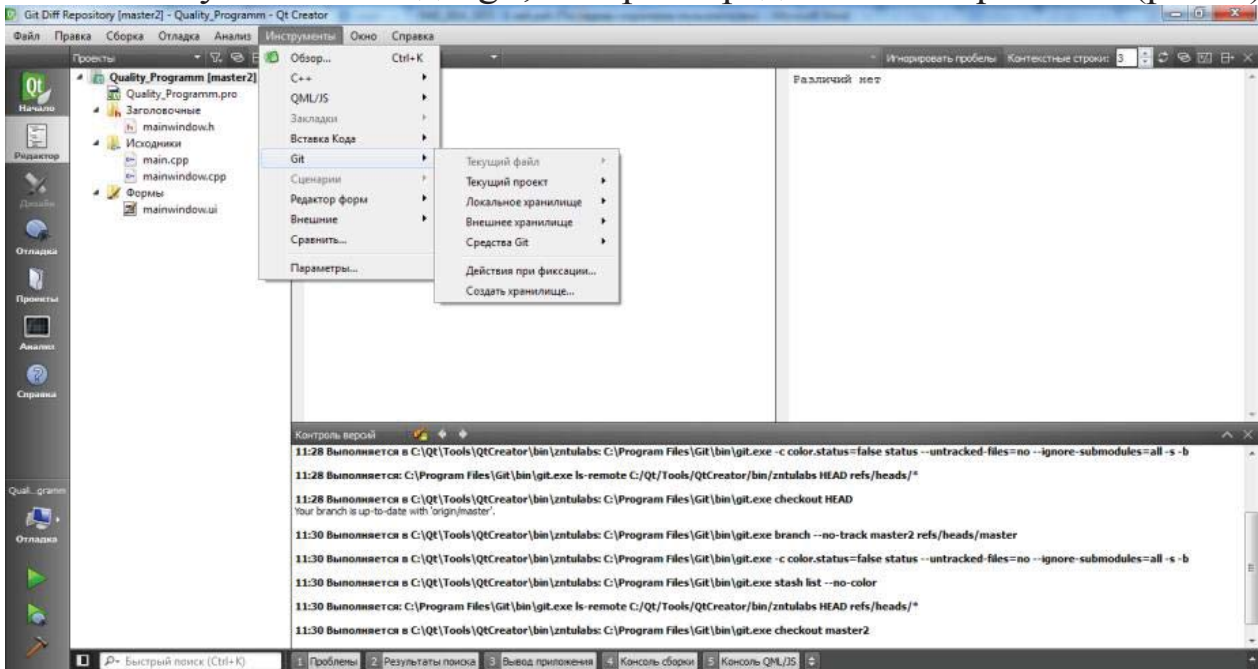 Git Diff Repository [master2] - Quality_Programm - Qt Creator
Файл Правка Сборка Отладка Анализ Инструменты Окно Справка
Проекты
Игнорировать пробелы Контекстные строки: 3
Начало
Редактор
Дизайн
Отладка
Проекты
Анализ
Справка
Qual...gramm
Отладка
Quality_Programm [master2]
Quality_Programm.pro
Заголовочные
mainwindow.h
Исходники
main.cpp
mainwindow.cpp
Формы
mainwindow.ui
Обзор... Ctrl+K
C++
QML/JS
Закладки
Вставка Кода
Git
Сценарии
Редактор форм
Внешние
Сравнить...
Параметры...
Текущий файл
Текущий проект
Локальное хранилище
Внешнее хранилище
Средства Git
Действия при фиксации...
Создать хранилище...
Различий нет
Контроль версий
11:28 Выполняется в C:\Qt\Tools\QtCreator\bin\zntulabs: C:\Program Files\Git\bin\git.exe -c color.status=false status --untracked-files=no --ignore-submodules=all -s -b
11:28 Выполняется: C:\Program Files\Git\bin\git.exe ls-remote C:/Qt/Tools/QtCreator/bin/zntulabs HEAD refs/heads/*
11:28 Выполняется в C:\Qt\Tools\QtCreator\bin\zntulabs: C:\Program Files\Git\bin\git.exe checkout HEAD
Your branch is up-to-date with 'origin/master'.
11:30 Выполняется в C:\Qt\Tools\QtCreator\bin\zntulabs: C:\Program Files\Git\bin\git.exe branch --no-track master2 refs/heads/master
11:30 Выполняется в C:\Qt\Tools\QtCreator\bin\zntulabs: C:\Program Files\Git\bin\git.exe -c color.status=false status --untracked-files=no --ignore-submodules=all -s -b
11:30 Выполняется в C:\Qt\Tools\QtCreator\bin\zntulabs: C:\Program Files\Git\bin\git.exe stash list --no-color
11:30 Выполняется: C:\Program Files\Git\bin\git.exe ls-remote C:/Qt/Tools/QtCreator/bin/zntulabs HEAD refs/heads/*
11:30 Выполняется в C:\Qt\Tools\QtCreator\bin\zntulabs: C:\Program Files\Git\bin\git.exe checkout master2
Быстрый поиск (Ctrl+K) 1 Проблемы 2 Результаты поиска 3 Вывод приложения 4 Консоль сборки 5 Консоль QML/JS